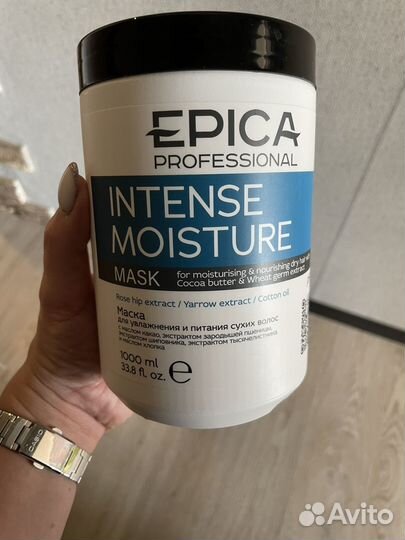 EPICA
PROFESSIONAL
INTENSE
MOISTURE
MASK
for moisturising & nourishing dry hair with
Cocoa butter & Wheat germ extract
Rose hip extract / Yarrow extract / Cotton oil
Маска
для увлажнения и питания сухих волос
с маслом какао, экстрактом зародышей пшеницы,
экстрактом шиповника, экстрактом тысячелистника
и маслом хлопка
1000 ml
33.8 fl. oz. e
CASIO
Avito